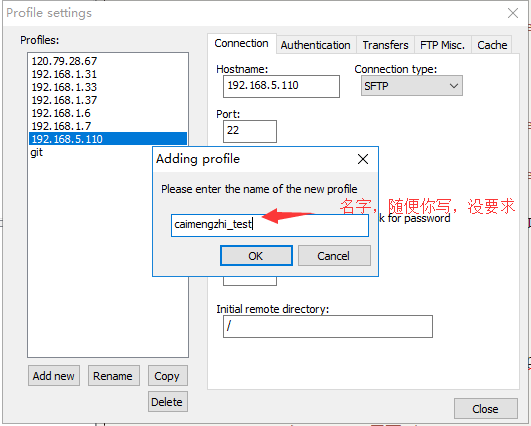 Profile settings
Profiles:
120.79.28.67
192.168.1.31
192.168.1.33
192.168.1.37
192.168.1.6
192.168.1.7
192.168.5.110
git
Add new
Rename
Copy
Delete
Connection
Authentication
Transfers
FTP Misc.
Cache
Hostname:
192.168.5.110
Connection type:
SFTP
Port:
22
k for password
Initial remote directory:
/
Close
Adding profile
Please enter the name of the new profile
caimengzhi_test
OK
Cancel
名字，随便你写，没要求